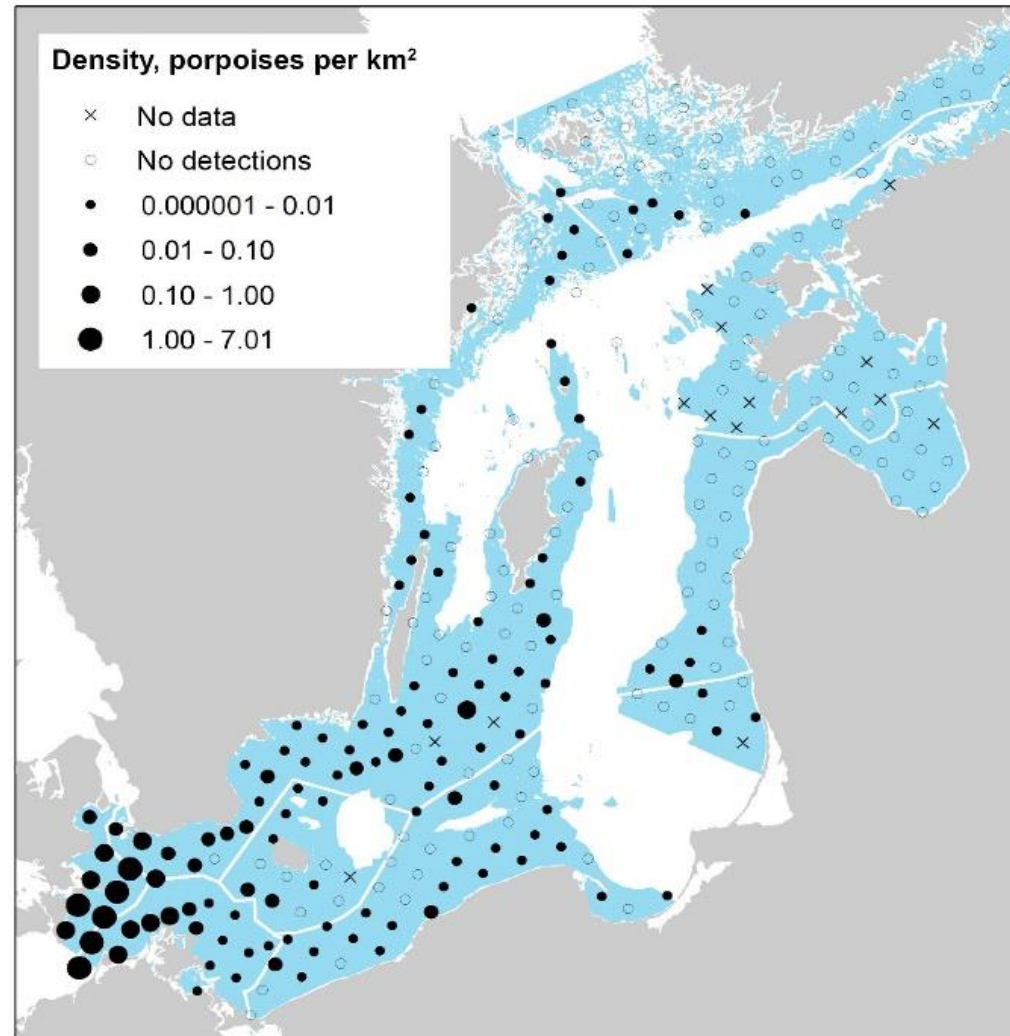 Density, porpoises per km²
No data
No detections
0.000001 - 0.01
0.01 - 0.10
0.10 - 1.00
1.00 - 7.01